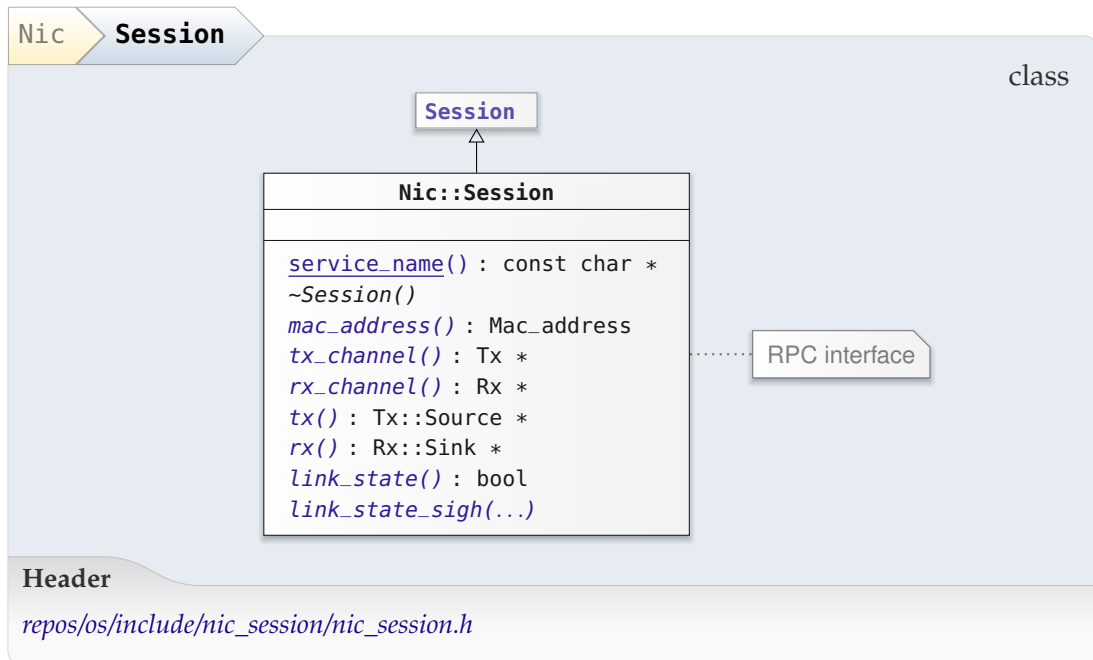 Nic Session
class
Session
Nic::Session
service_name() : const char *
~Session()
mac_address() : Mac_address
tx_channel() : Tx *
rx_channel() : Rx *
tx() : Tx::Source *
rx() : Rx::Sink *
link_state() : bool
link_state_sigh(...)
RPC interface
Header
repos/os/include/nic_session/nic_session.h